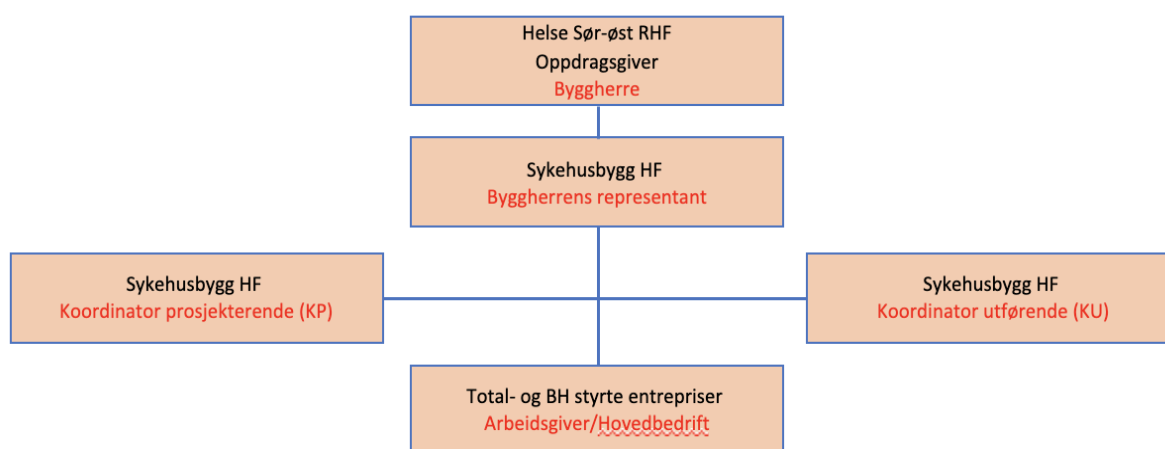 Helse Sør-øst RHF
Oppdragsgiver
Byggherre
Sykehusbygg HF
Byggherrens representant
Sykehusbygg HF
Koordinator prosjekterende (KP)
Sykehusbygg HF
Koordinator utførende (KU)
Total- og BH styrte entrepriser
Arbeidsgiver/Hovedbedrift